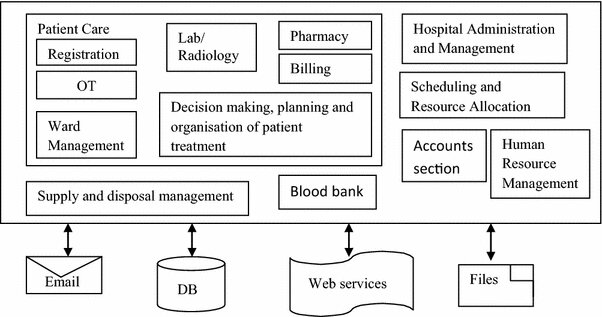 Patient Care
Registration
OT
Ward
Management
Lab/
Radiology
Pharmacy
Billing
Decision making, planning and
organisation of patient
treatment
Hospital Administration
and Management
Scheduling and
Resource Allocation
Accounts
section
Human
Resource
Management
Supply and disposal management
Blood bank
Email
DB
Web services
Files